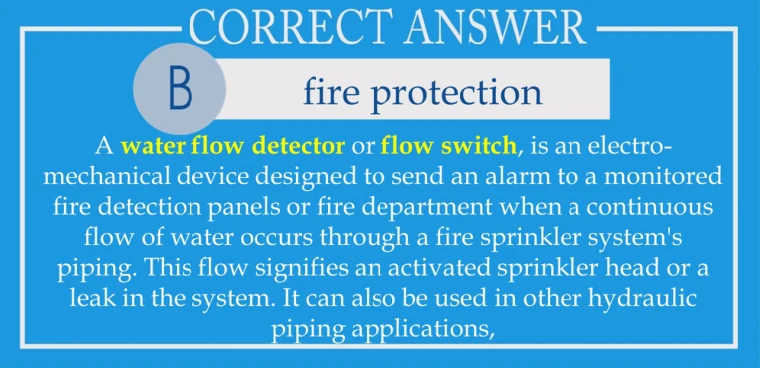 CORRECT ANSWER
B
fire protection
A water flow detector or flow switch, is an electro-
mechanical device designed to send an alarm to a monitored
fire detection panels or fire department when a continuous
flow of water occurs through a fire sprinkler system's
piping. This flow signifies an activated sprinkler head or a
leak in the system. It can also be used in other hydraulic
piping applications,